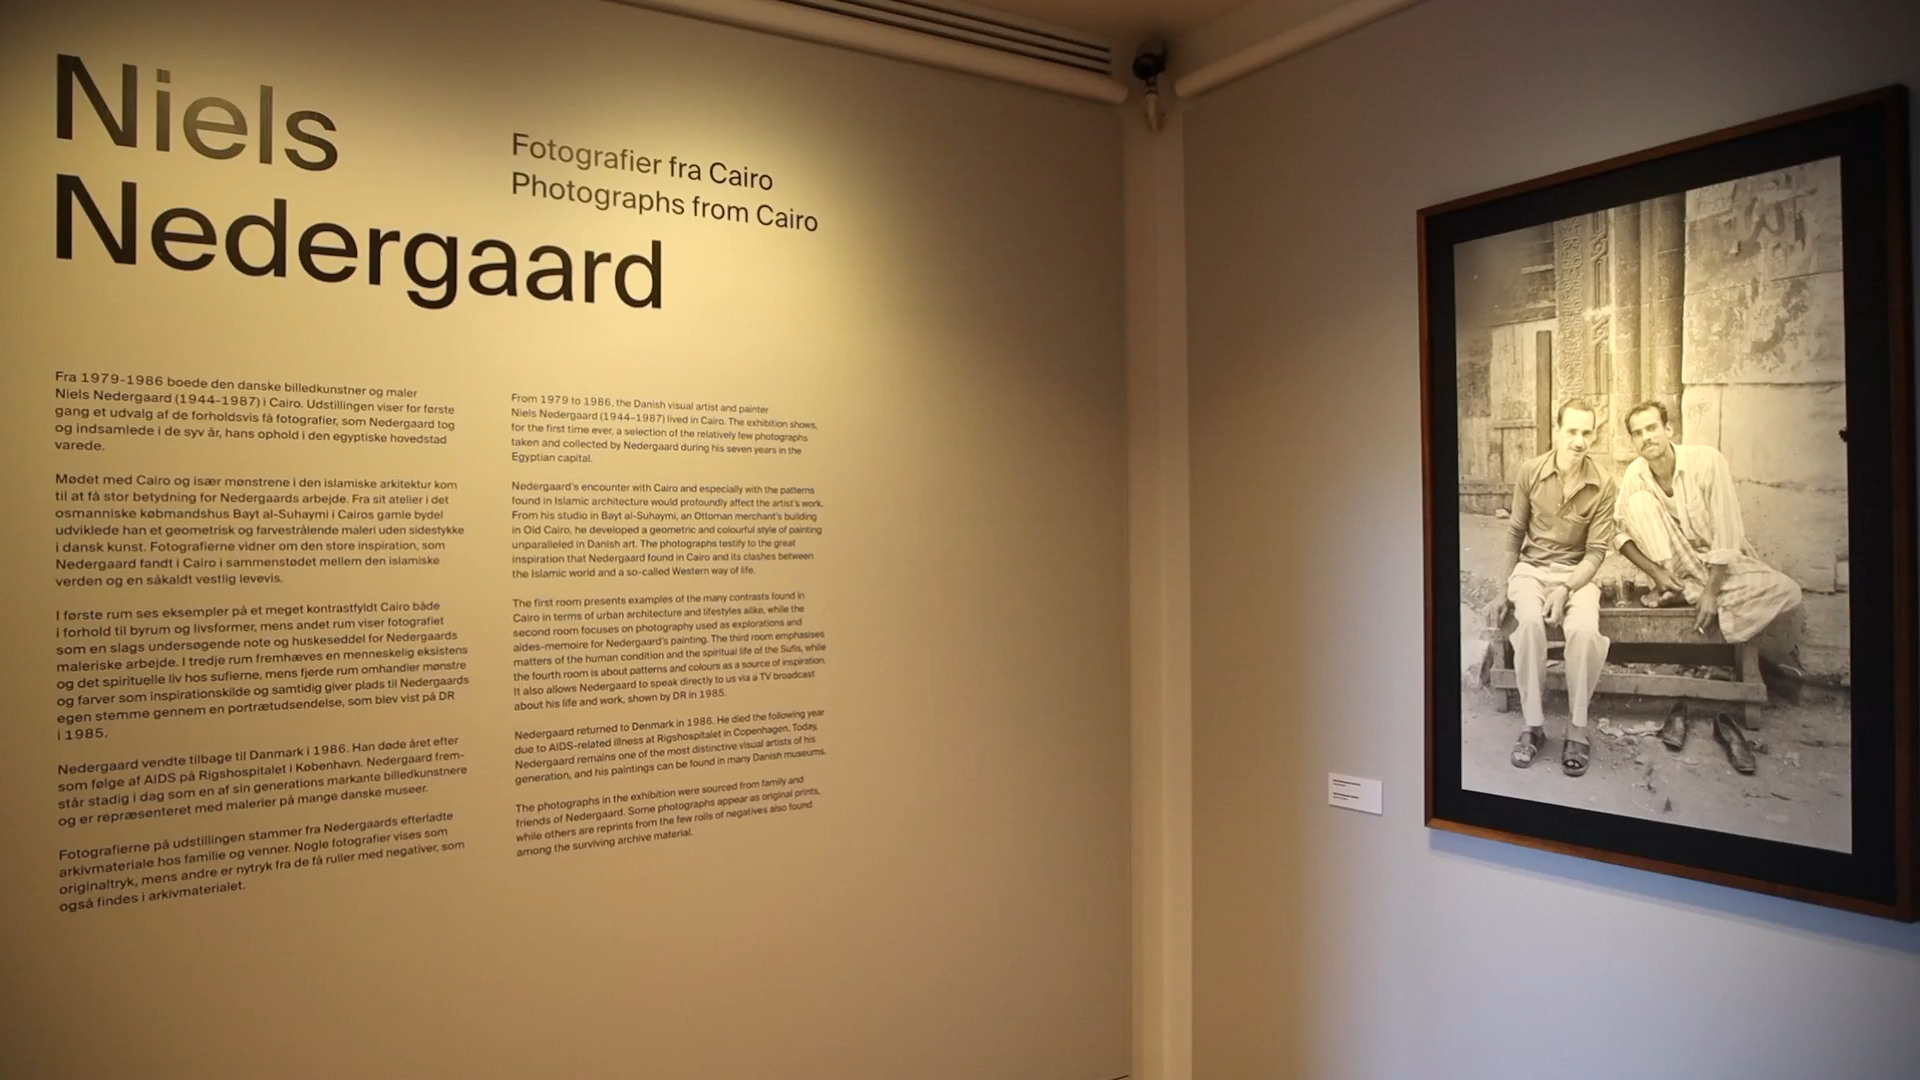 Niels
Nedergaard
Fotografier fra Cairo
Photographs from Cairo
Fra 1979-1986 boede den danske billedkunstner og maler
Niels Nedergaard (1944-1987) i Cairo. Udstillingen viser for første
gang et udvalg af de forholdsvis få fotografier, som Nedergaard tog
og indsamlede i de syv år, hans ophold i den egyptiske hovedstad
varede.
Mødet med Cairo og især mønstrene i den islamiske arkitektur kom
til at få stor betydning for Nedergaards arbejde. Fra sit atelier i det
osmanniske købmandshus Bayt al-Suhaymi i Cairos gamle bydel
udviklede han et geometrisk og farvestrålende maleri uden sidestykke
i dansk kunst. Fotografierne vidner om den store inspiration, som
Nedergaard fandt i Cairo i sammenstødet mellem den islamiske
verden og en såkaldt vestlig levevis.
I første rum ses eksempler på et meget kontrastfyldt Cairo både
i forhold til byrum og livsformer, mens andet rum viser fotografiet
som en slags undersøgende note og huskeseddel for Nedergaards
maleriske arbejde. I tredje rum fremhæves en menneskelig eksistens
og det spirituelle liv hos sufierne, mens fjerde rum omhandler mønstre
og farver som inspirationskilde og samtidig giver plads til Nedergaards
egen stemme gennem en portrætudsendelse, som blev vist på DR
i 1985.
Nedergaard vendte tilbage til Danmark i 1986. Han døde året efter
som følge af AIDS på Rigshospitalet i København. Nedergaard frem-
står stadig i dag som en af sin generations markante billedkunstnere
og er repræsenteret med malerier på mange danske museer.
Fotografierne på udstillingen stammer fra Nedergaards efterladte
arkivmateriale hos familie og venner. Nogle fotografier vises som
originaltryk, mens andre er nytryk fra de få ruller med negativer, som
også findes i arkivmaterialet.
From 1979 to 1986, the Danish visual artist and painter
Niels Nedergaard (1944-1987) lived in Cairo. The exhibition shows,
for the first time ever, a selection of the relatively few photographs
taken and collected by Nedergaard during his seven years in the
Egyptian capital.
Nedergaard's encounter with Cairo and especially with the patterns
found in Islamic architecture would profoundly affect the artist's work.
From his studio in Bayt al-Suhaymi, an Ottoman merchant's building
in Old Cairo, he developed a geometric and colourful style of painting
unparalleled in Danish art. The photographs testify to the great
inspiration that Nedergaard found in Cairo and its clashes between
the Islamic world and a so-called Western way of life.
The first room presents examples of the many contrasts found in
Cairo in terms of urban architecture and lifestyles alike, while the
second room focuses on photography used as explorations and
aides-memoire for Nedergaard's painting. The third room emphasises
matters of the human condition and the spiritual life of the Sufis, while
the fourth room is about patterns and colours as a source of inspiration.
It also allows Nedergaard to speak directly to us via a TV broadcast
about his life and work, shown by DR in 1985.
Nedergaard returned to Denmark in 1986. He died the following year
due to AIDS-related illness at Rigshospitalet in Copenhagen. Today,
Nedergaard remains one of the most distinctive visual artists of his
generation, and his paintings can be found in many Danish museums.
The photographs in the exhibition were sourced from family and
friends of Nedergaard. Some photographs appear as original prints,
while others are reprints from the few rolls of negatives also found
among the surviving archive material.